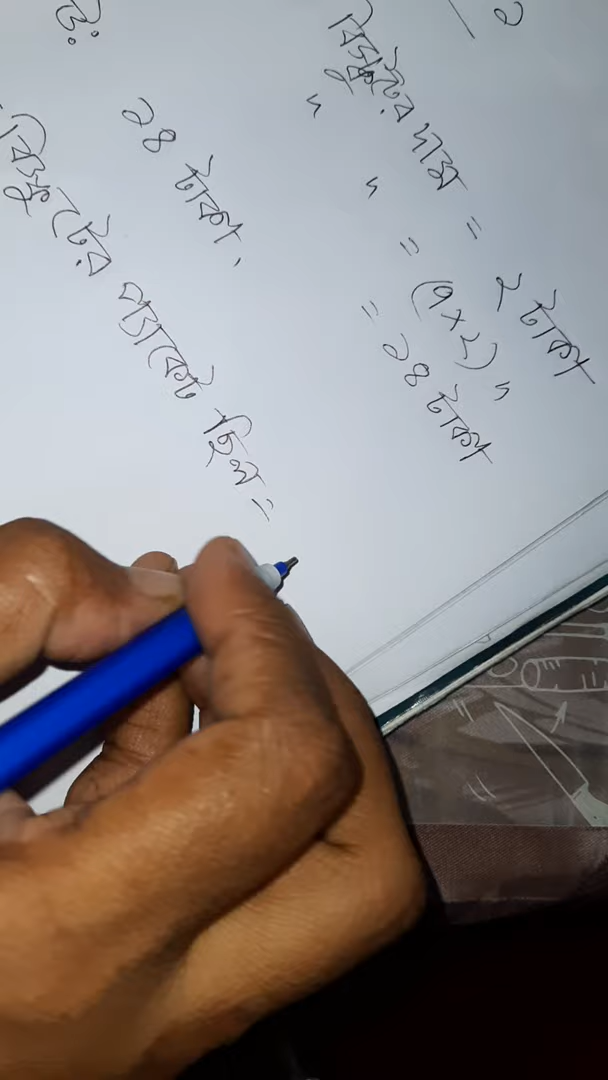 ২
বিস্কুটের দাম = ২ টাকা
" " = (৭×২) "
= ১৪ টাকা
উ: ১৪ টাকা,
বিস্কুটের প্যাকেট ছিল =